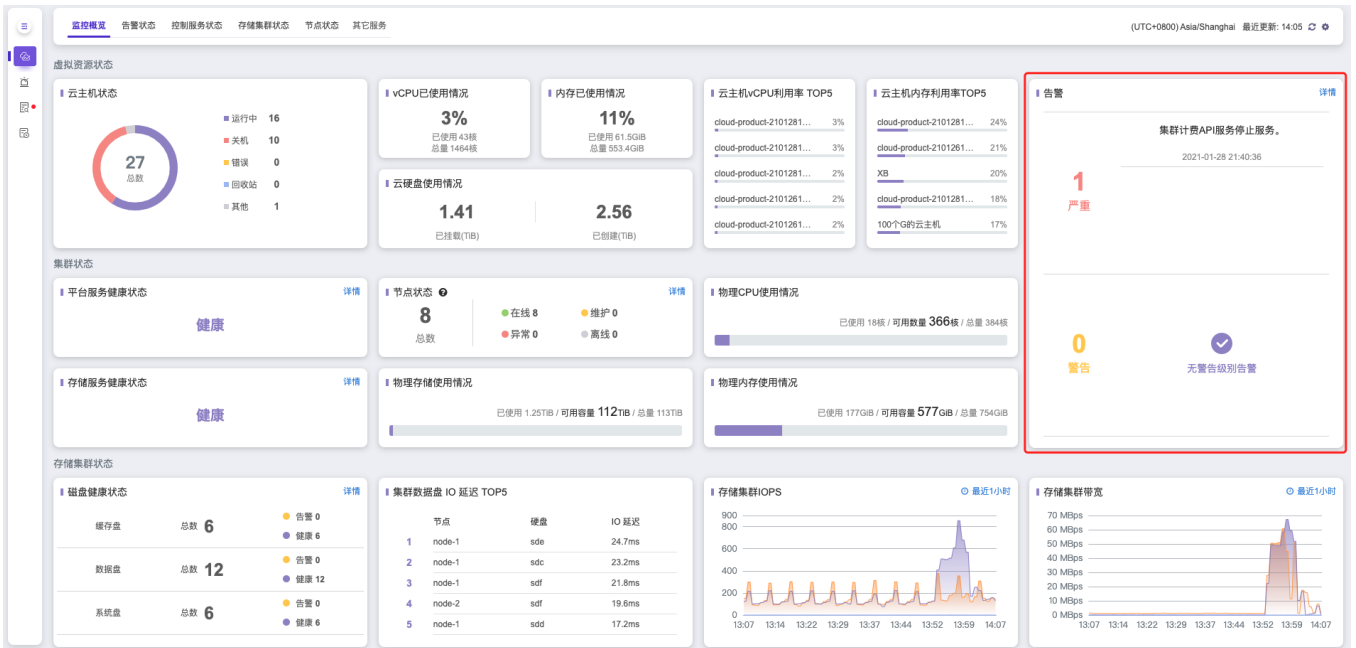 监控概览 告警状态 控制服务状态 存储集群状态 节点状态 其它服务
(UTC+0800) Asia/Shanghai 最近更新: 14:05
虚拟资源状态
云主机状态
27
总数
运行中 16
关机 10
错误 0
回收站 0
其他 1
vCPU已使用情况
3%
已使用 43核
总量 1464核
内存已使用情况
11%
已使用 61.5GiB
总量 553.4GiB
云硬盘使用情况
1.41
已挂载(TiB)
2.56
已创建(TiB)
云主机vCPU利用率 TOP5
cloud-product-2101281... 3%
cloud-product-2101281... 3%
cloud-product-2101281... 2%
cloud-product-2101261... 2%
cloud-product-2101261... 2%
云主机内存利用率TOP5
cloud-product-2101281... 24%
cloud-product-2101261... 21%
XB 20%
cloud-product-2101281... 18%
100个G的云主机 17%
告警 详情
1
严重
集群计费API服务停止服务。
2021-01-28 21:40:36
0
警告
无警告级别告警
集群状态
平台服务健康状态 详情
健康
节点状态 详情
8
总数
在线 8
维护 0
异常 0
离线 0
物理CPU使用情况
已使用 18核 / 可用数量 366核 / 总量 384核
存储服务健康状态 详情
健康
物理存储使用情况
已使用 1.25TiB / 可用容量 112TiB / 总量 113TiB
物理内存使用情况
已使用 177GiB / 可用容量 577GiB / 总量 754GiB
存储集群状态
磁盘健康状态 详情
缓存盘 总数 6
告警 0
健康 6
数据盘 总数 12
告警 0
健康 12
系统盘 总数 6
告警 0
健康 6
集群数据盘 IO 延迟 TOP5
节点 硬盘 IO 延迟
1 node-1 sde 24.7ms
2 node-1 sdc 23.2ms
3 node-1 sdf 21.8ms
4 node-2 sdf 19.6ms
5 node-1 sdd 17.2ms
存储集群IOPS 最近1小时
900
800
600
400
200
0
13:07 13:14 13:22 13:29 13:37 13:44 13:52 13:59 14:07
存储集群带宽 最近1小时
70 MBps
60 MBps
50 MBps
40 MBps
30 MBps
20 MBps
10 MBps
0 MBps
13:07 13:14 13:22 13:29 13:37 13:44 13:52 13:59 14:07